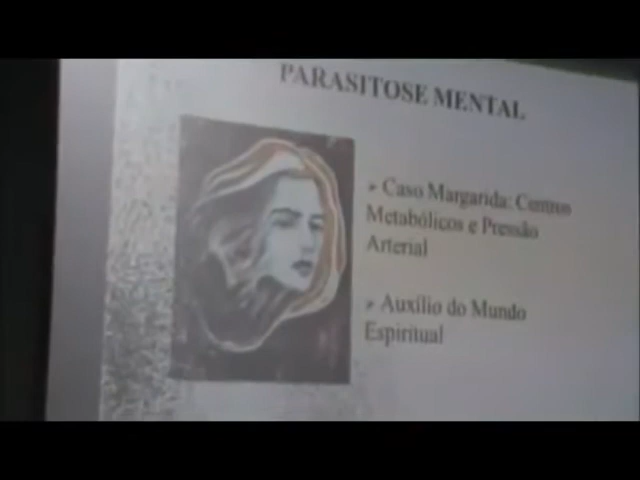 PARASITOSE MENTAL
» Caso Margarida: Centros
Metabólicos e Pressão
Arterial
» Auxílio do Mundo
Espiritual